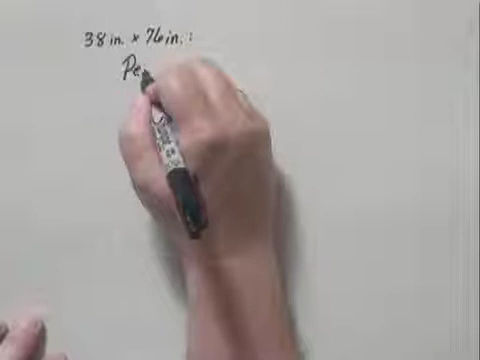 38 in. × 76 in. :
Pe